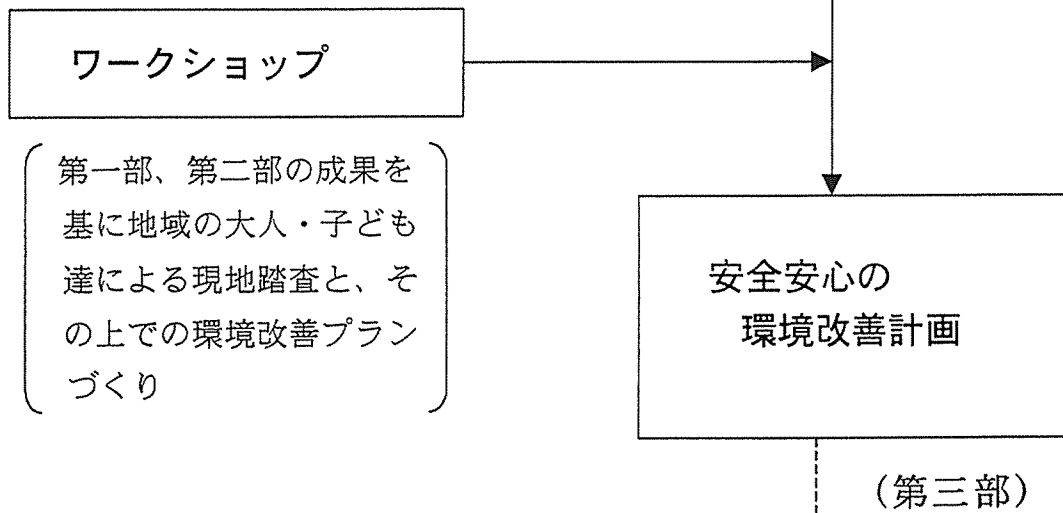 ワークショップ
第一部、第二部の成果を
基に地域の大人・子ども
達による現地踏査と、そ
の上での環境改善プラン
づくり
安全安心の
環境改善計画
（第三部）